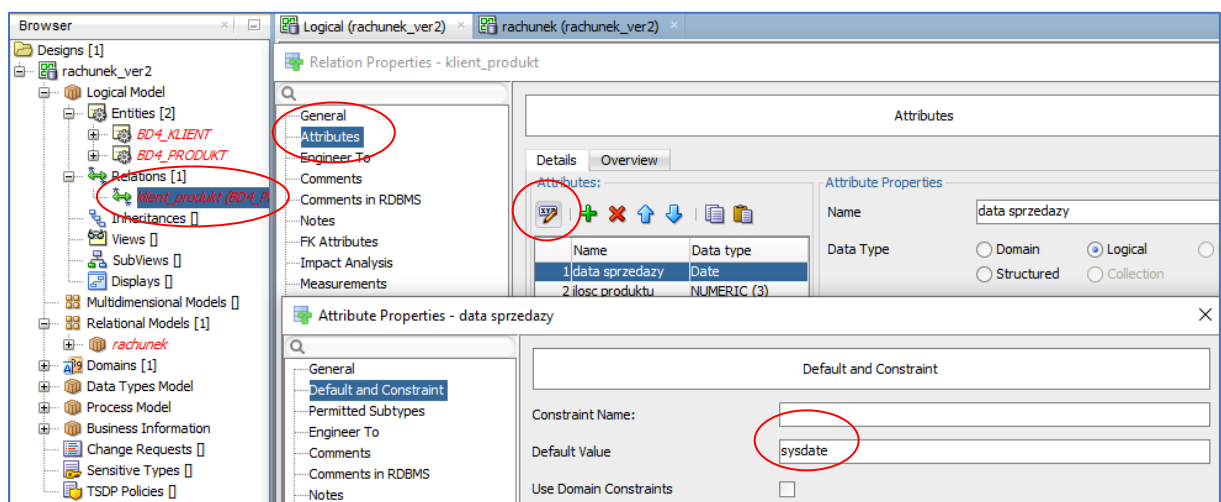 Browser
Designs [1]
rachunek_ver2
Logical Model
Entities [2]
BD4_KLIENT
BD4_PRODUKT
Relations [1]
klient_produkt (BD4_P
Inheritances []
Views []
SubViews []
Displays []
Multidimensional Models []
Relational Models [1]
rachunek
Domains [1]
Data Types Model
Process Model
Business Information
Change Requests []
Sensitive Types []
TSDP Policies []
Logical (rachunek_ver2)
rachunek (rachunek_ver2)
Relation Properties - klient_produkt
General
Attributes
Engineer To
Comments
Comments in RDBMS
Notes
FK Attributes
Impact Analysis
Measurements
Attributes
Details Overview
Attributes:
Name Data type
1 data sprzedazy Date
2 ilosc produktu NUMERIC (3)
Attribute Properties
Name data sprzedazy
Data Type Domain Logical
Structured Collection
Attribute Properties - data sprzedazy
General
Default and Constraint
Permitted Subtypes
Engineer To
Comments
Comments in RDBMS
Notes
Default and Constraint
Constraint Name:
Default Value sysdate
Use Domain Constraints